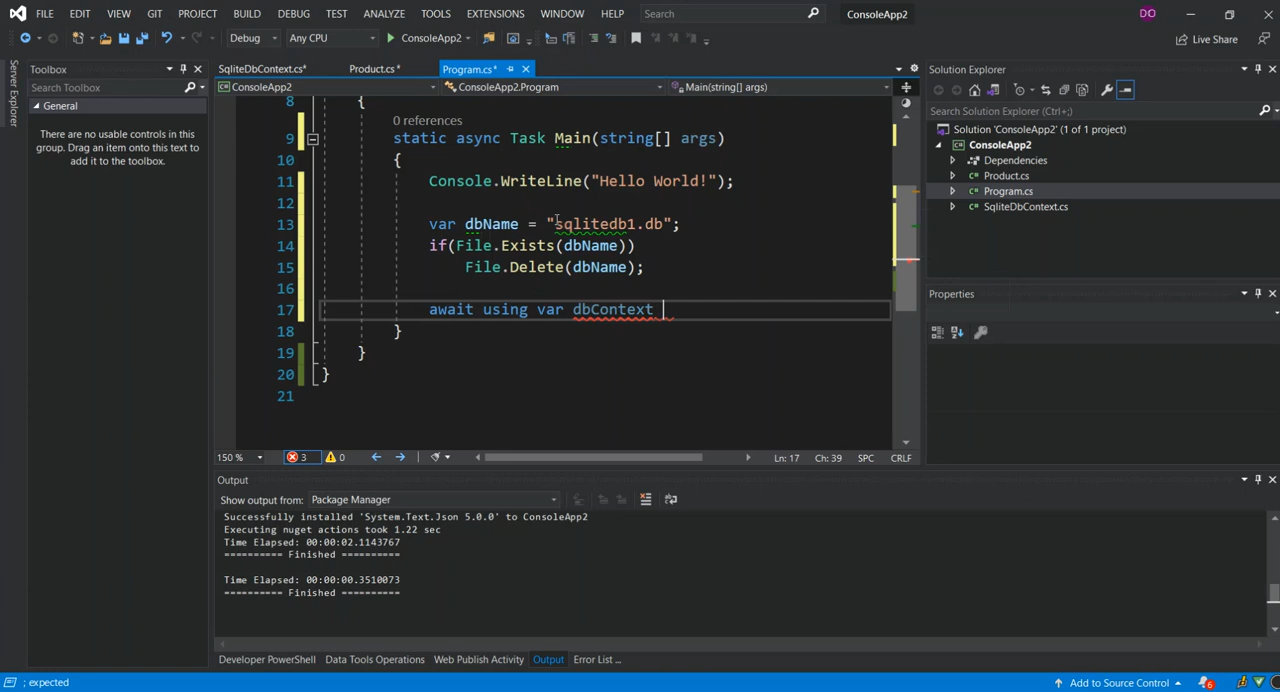 FILE EDIT VIEW GIT PROJECT BUILD DEBUG TEST ANALYZE TOOLS EXTENSIONS WINDOW HELP Search ConsoleApp2 DO
Debug Any CPU ConsoleApp2 Live Share
Server Explorer
Toolbox
Search Toolbox
General
There are no usable controls in this
group. Drag an item onto this text to
add it to the toolbox.
SqliteDbContext.cs* Product.cs* Program.cs*
ConsoleApp2 ConsoleApp2.Program Main(string[] args)
8 {
0 references
9 static async Task Main(string[] args)
10 {
11 Console.WriteLine("Hello World!");
12
13 var dbName = "sqlitedb1.db";
14 if(File.Exists(dbName))
15 File.Delete(dbName);
16
17 await using var dbContext
18 }
19 }
20 }
21
150 % 3 0 Ln: 17 Ch: 39 SPC CRLF
Solution Explorer
Search Solution Explorer (Ctrl+;)
Solution 'ConsoleApp2' (1 of 1 project)
ConsoleApp2
Dependencies
Product.cs
Program.cs
SqliteDbContext.cs
Properties
Output
Show output from: Package Manager
Successfully installed 'System.Text.Json 5.0.0' to ConsoleApp2
Executing nuget actions took 1.22 sec
Time Elapsed: 00:00:02.1143767
========== Finished ==========
Time Elapsed: 00:00:00.3510073
========== Finished ==========
Developer PowerShell Data Tools Operations Web Publish Activity Output Error List ...
; expected Add to Source Control 6